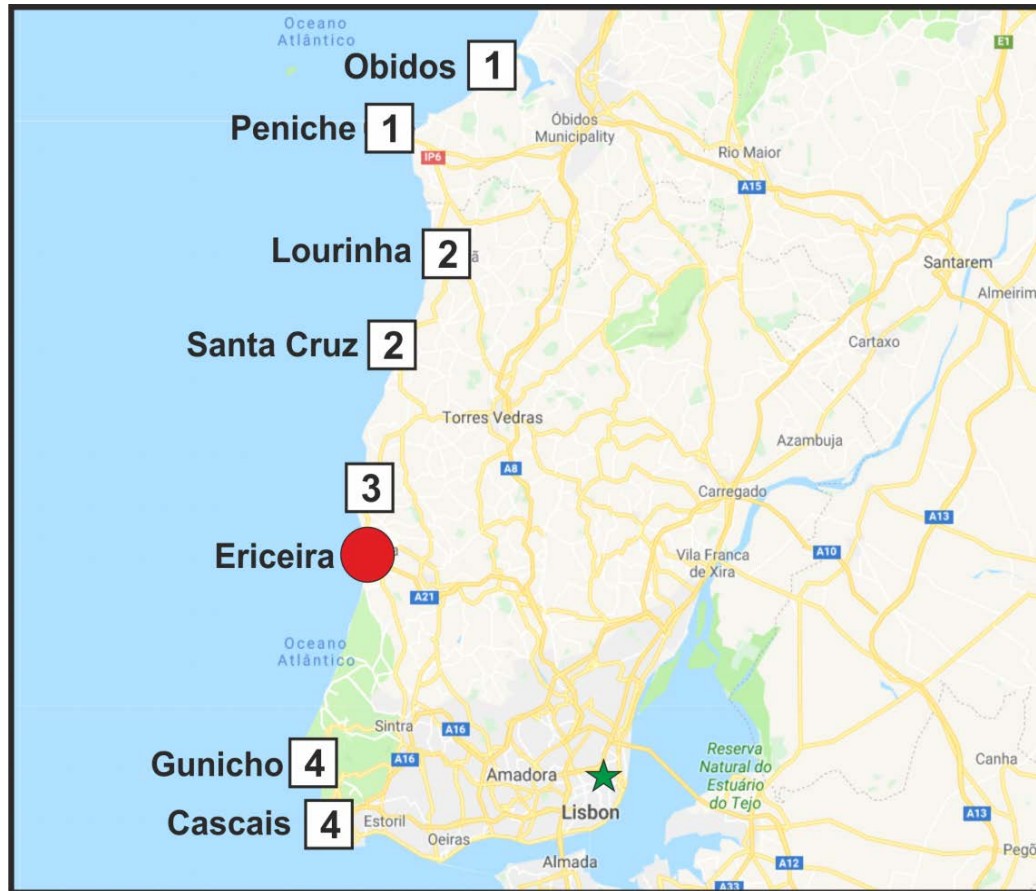 Oceano
Atlântico
Obidos 1
E1
Peniche 1
Óbidos
Municipality
IP6
Rio Maior
A15
Lourinha 2
Santarem
Almeirim
Santa Cruz 2
Cartaxo
Torres Vedras
Azambuja
A8
3
Carregado
A13
Ericeira
Vila Franca
de Xira
A10
A21
Oceano
Atlântico
Sintra
A16
A16
Gunicho 4
Amadora
Reserva
Natural do
Estuário
do Tejo
Canha
Lisbon
Cascais 4
Estoril
Oeiras
A13
Pegõ
Almada
A12
A33